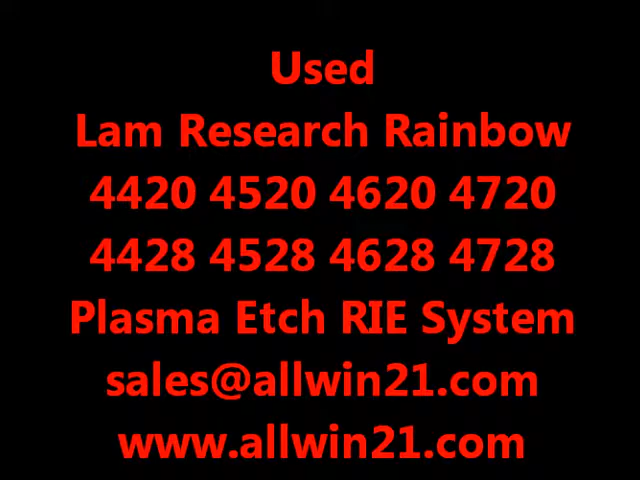 Used
Lam Research Rainbow
4420 4520 4620 4720
4428 4528 4628 4728
Plasma Etch RIE System
sales@allwin21.com
www.allwin21.com